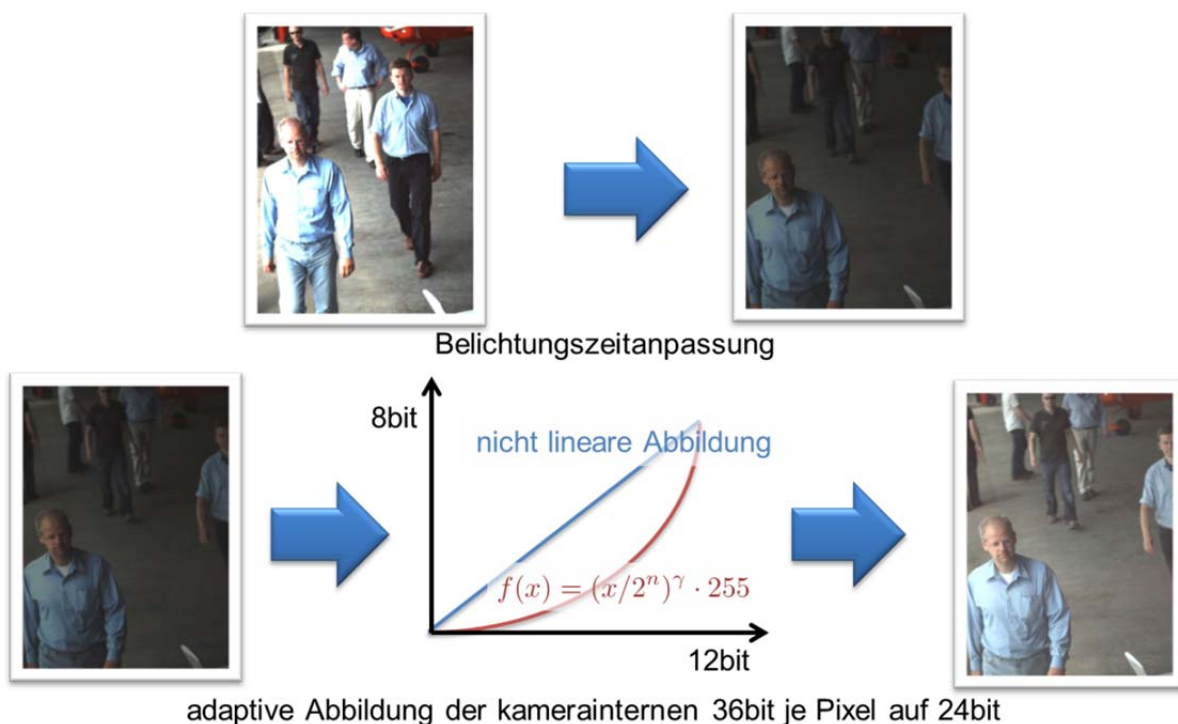 Belichtungszeitanpassung
8bit
nicht lineare Abbildung
f(x) = (x/2^n)^γ · 255
12bit
adaptive Abbildung der kamerainternen 36bit je Pixel auf 24bit